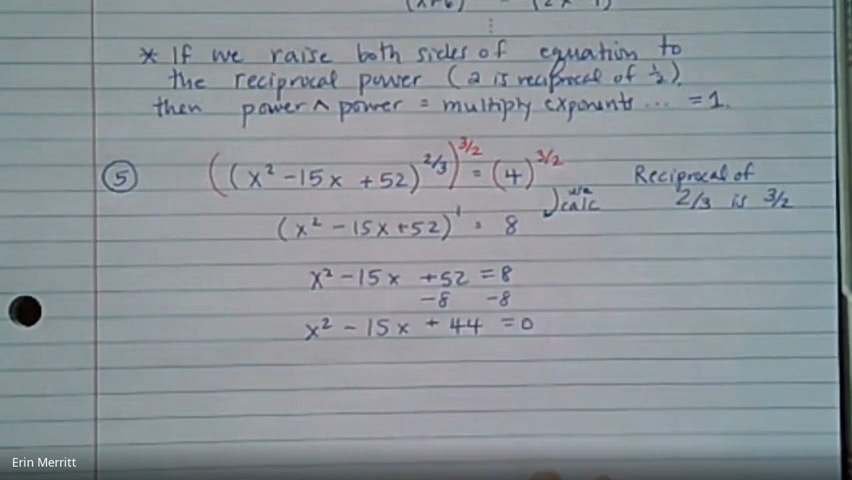 * If we raise both sides of equation to
the reciprocal power (2 is reciprocal of 1/2),
then power ^ power = multiply exponents ... = 1.
⑤ ((x² - 15x + 52)^2/3)^3/2 = (4)^3/2 Reciprocal of
use calc 2/3 is 3/2
(x² - 15x + 52)^1 = 8
x² - 15x + 52 = 8
-8 -8
x² - 15x + 44 = 0
Erin Merritt